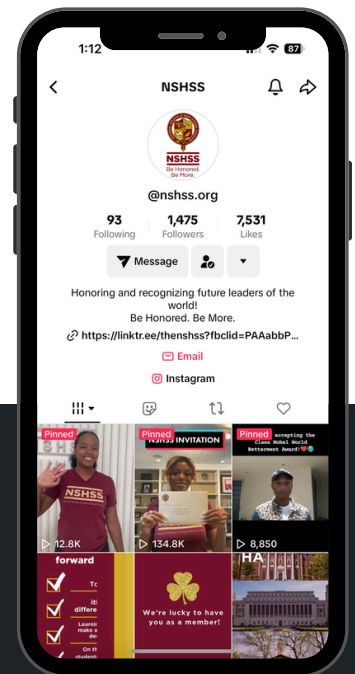 1:12
87
NSHSS
NSHSS
Be Honored.
Be More.
@nshss.org
93
1,475
7,531
Following
Followers
Likes
Message
Honoring and recognizing future leaders of the
world!
Be Honored. Be More.
https://linktr.ee/thenshss?fbclid=PAAabbP...
Email
Instagram
Pinned
NSHSS
12.8K
Pinned
NSHSS INVITATION
134.8K
Pinned
accepting the
Class Nobel World
Betterment Award!
8,850
forward
We're lucky to have
you as a member!
HA